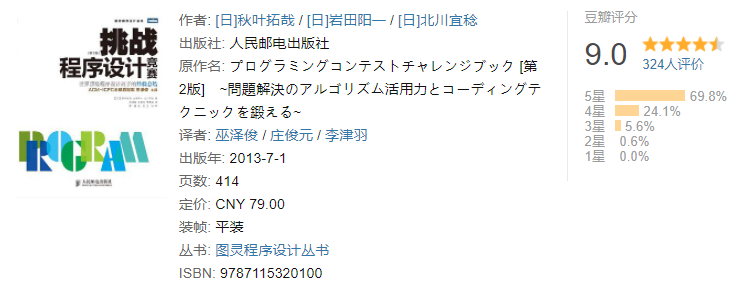 挑战
程序设计
竞赛
PROGRAM
人民邮电出版社
作者: [日]秋叶拓哉 / [日]岩田阳一 / [日]北川宜稔
出版社: 人民邮电出版社
原作名: プログラミングコンテストチャレンジブック [第
2版]　~問題解決のアルゴリズム活用力とコーディングテ
クニックを鍛える~
译者: 巫泽俊 / 庄俊元 / 李津羽
出版年: 2013-7-1
页数: 414
定价: CNY 79.00
装帧: 平装
丛书: 图灵程序设计丛书
ISBN: 9787115320100
豆瓣评分
9.0
324人评价
5星 69.8%
4星 24.1%
3星 5.6%
2星 0.6%
1星 0.0%